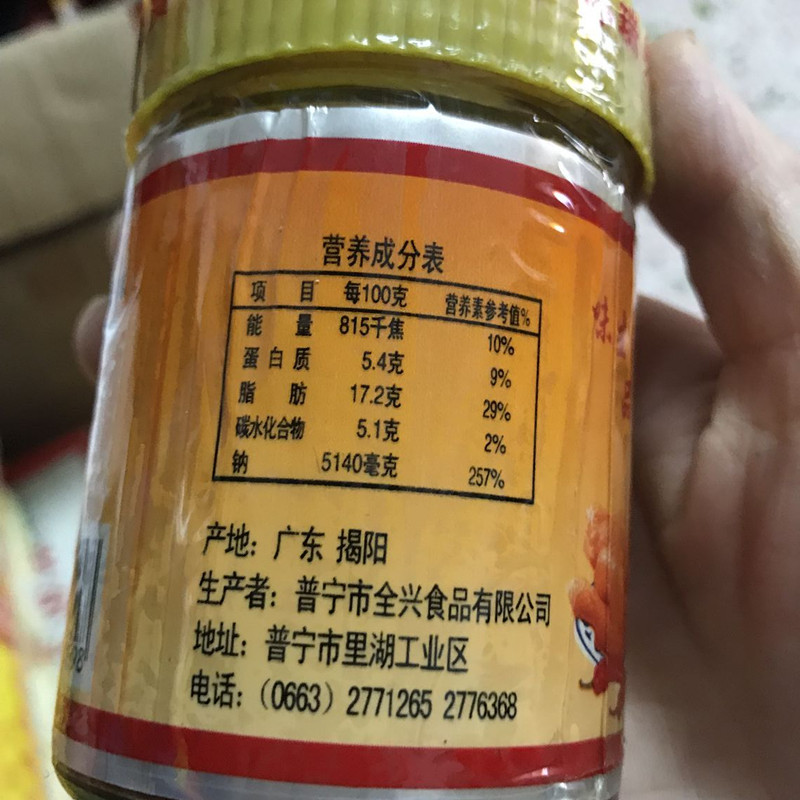 营养成分表
项 目 每100克 营养素参考值%
能 量 815千焦 10%
蛋白质 5.4克 9%
脂 肪 17.2克 29%
碳水化合物 5.1克 2%
钠 5140毫克 257%
产地：广东 揭阳
生产者：普宁市全兴食品有限公司
地址：普宁市里湖工业区
电话：（0663）2771265 2776368
味